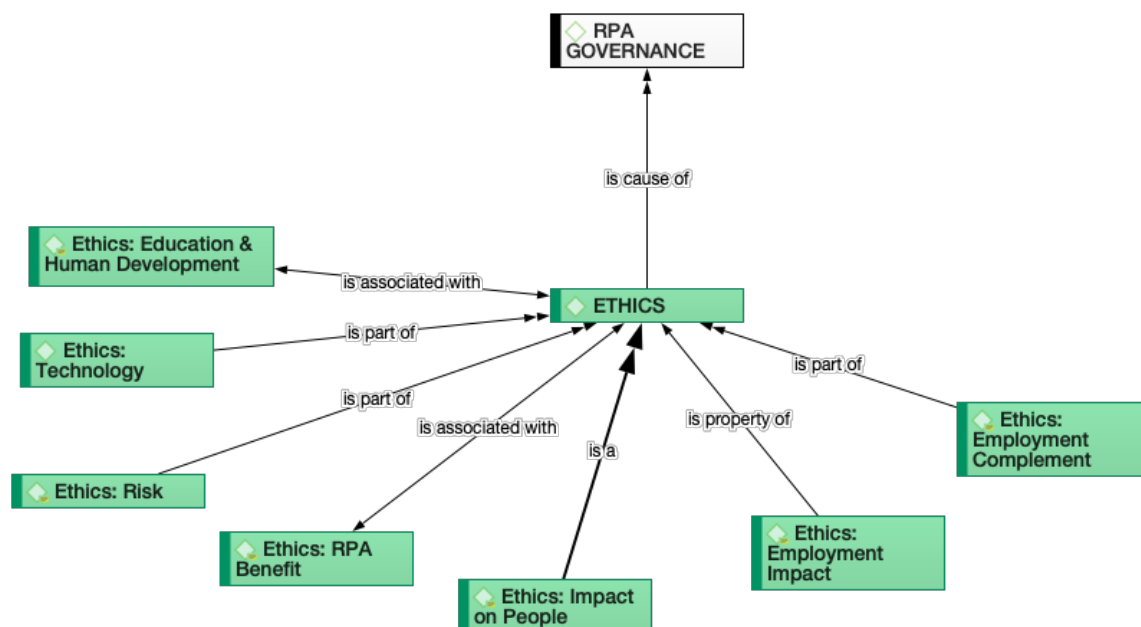 RPA
GOVERNANCE
is cause of
Ethics: Education &
Human Development
is associated with
ETHICS
Ethics:
Technology
is part of
is part of
is associated with
is a
is property of
is part of
Ethics:
Employment
Complement
Ethics: Risk
Ethics: RPA
Benefit
Ethics: Impact
on People
Ethics:
Employment
Impact